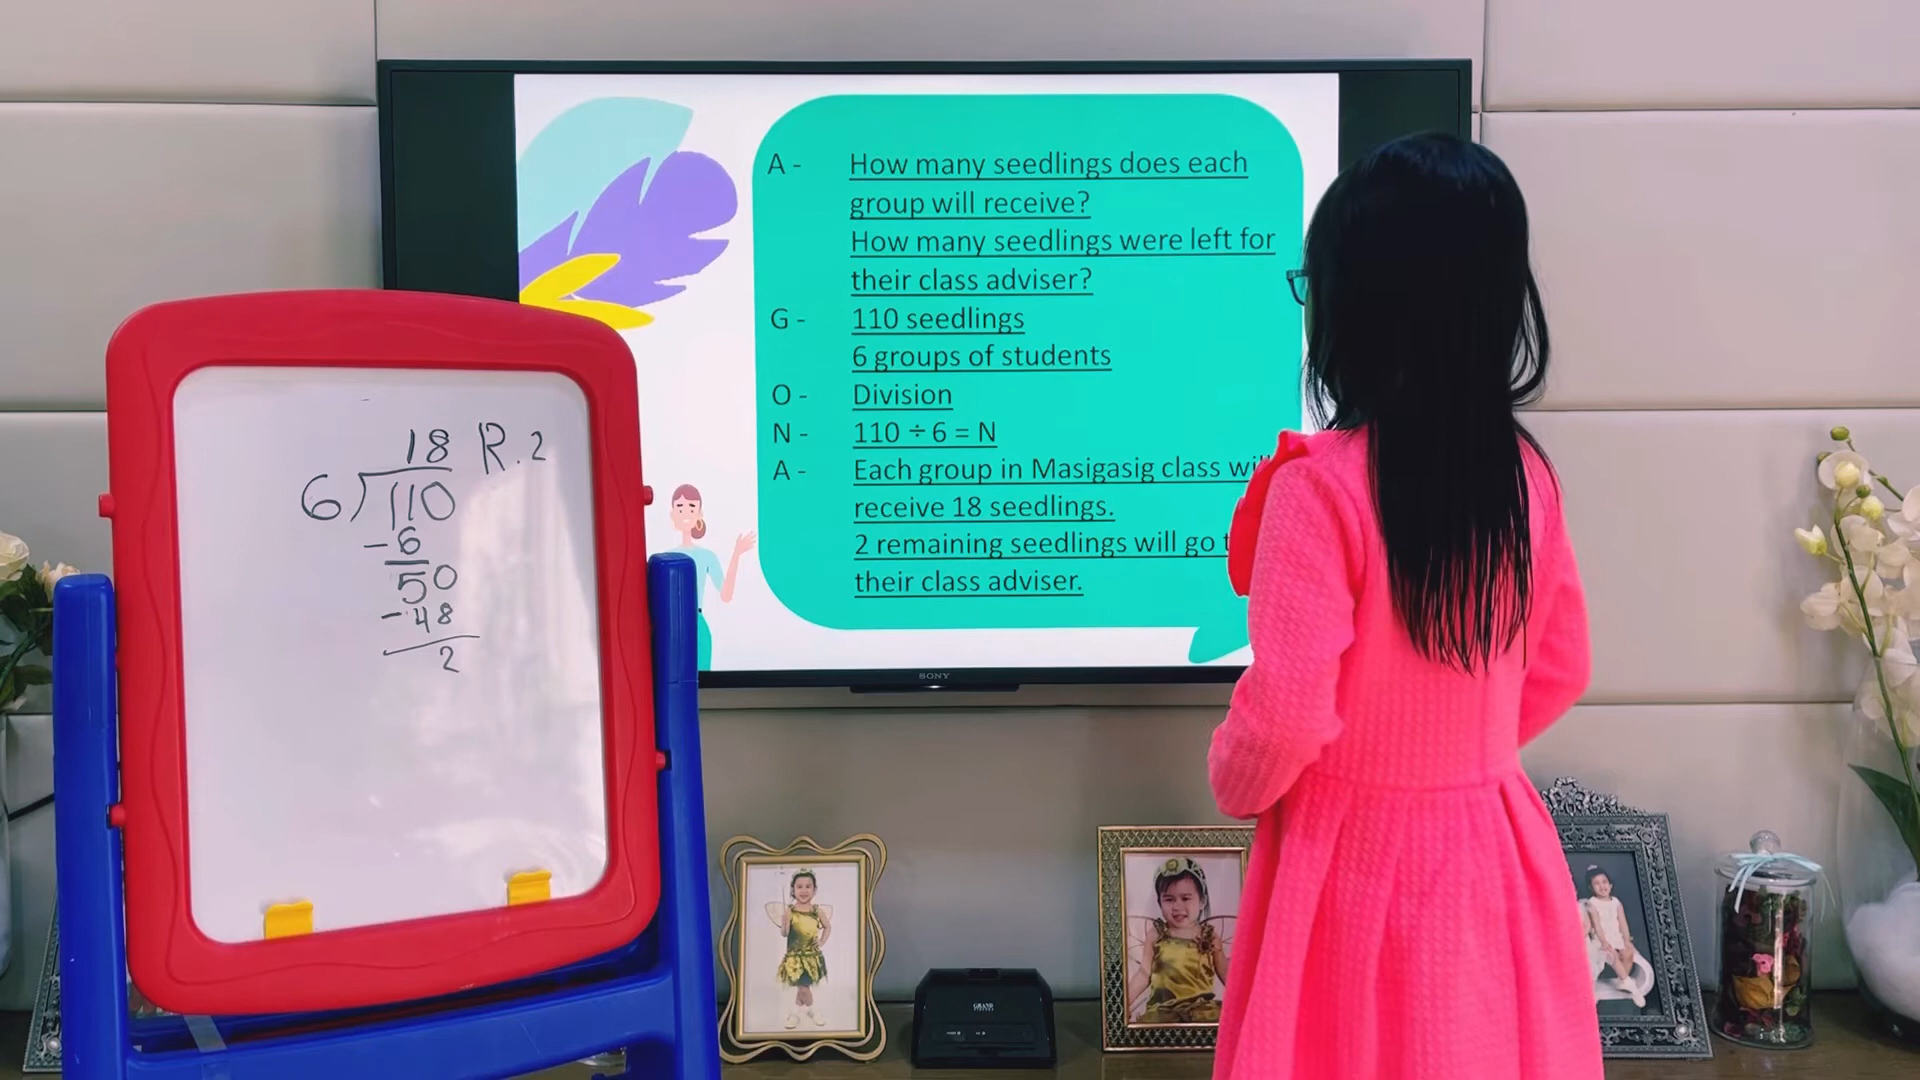 18 R.2
6 110
-6
50
-48
2
A - How many seedlings does each
group will receive?
How many seedlings were left for
their class adviser?
G - 110 seedlings
6 groups of students
O - Division
N - 110 ÷ 6 = N
A - Each group in Masigasig class
receive 18 seedlings.
2 remaining seedlings will go
their class adviser.
SONY
GRAND